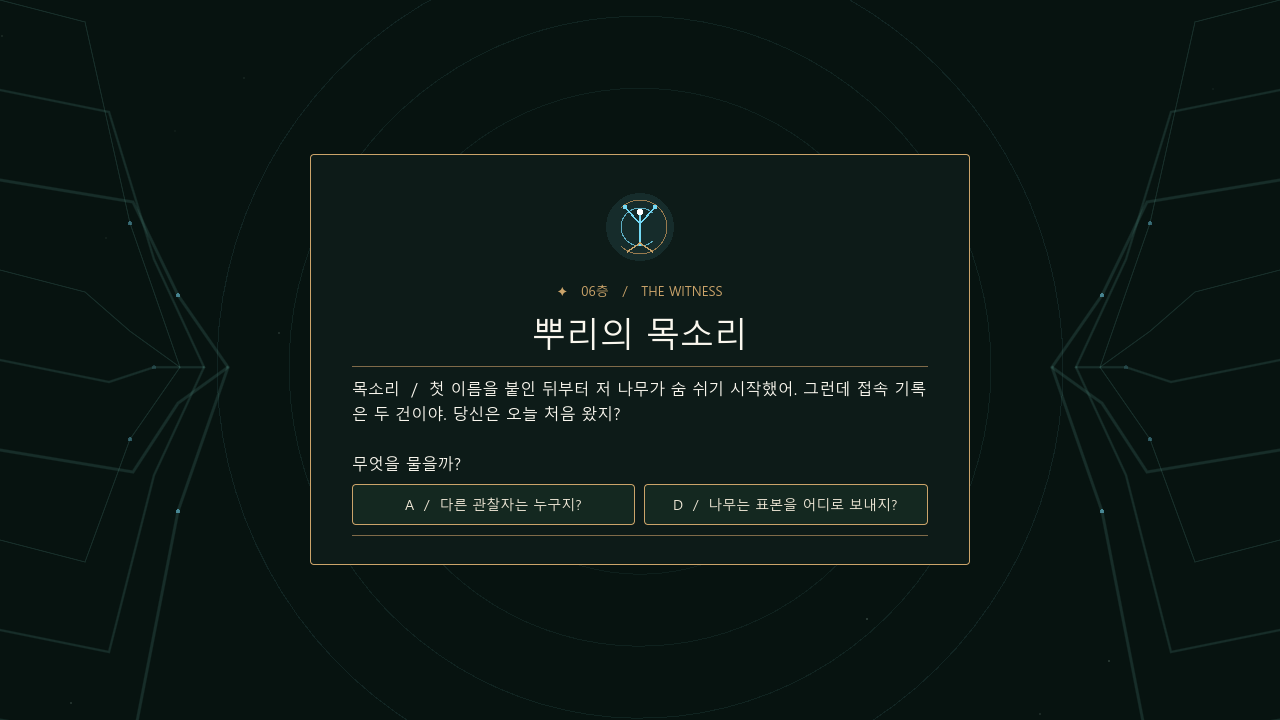 ✦ 06층 / THE WITNESS
뿌리의 목소리
목소리 / 첫 이름을 붙인 뒤부터 저 나무가 숨 쉬기 시작했어. 그런데 접속 기록
은 두 건이야. 당신은 오늘 처음 왔지?
무엇을 물을까?
A / 다른 관찰자는 누구지?
D / 나무는 표본을 어디로 보내지?